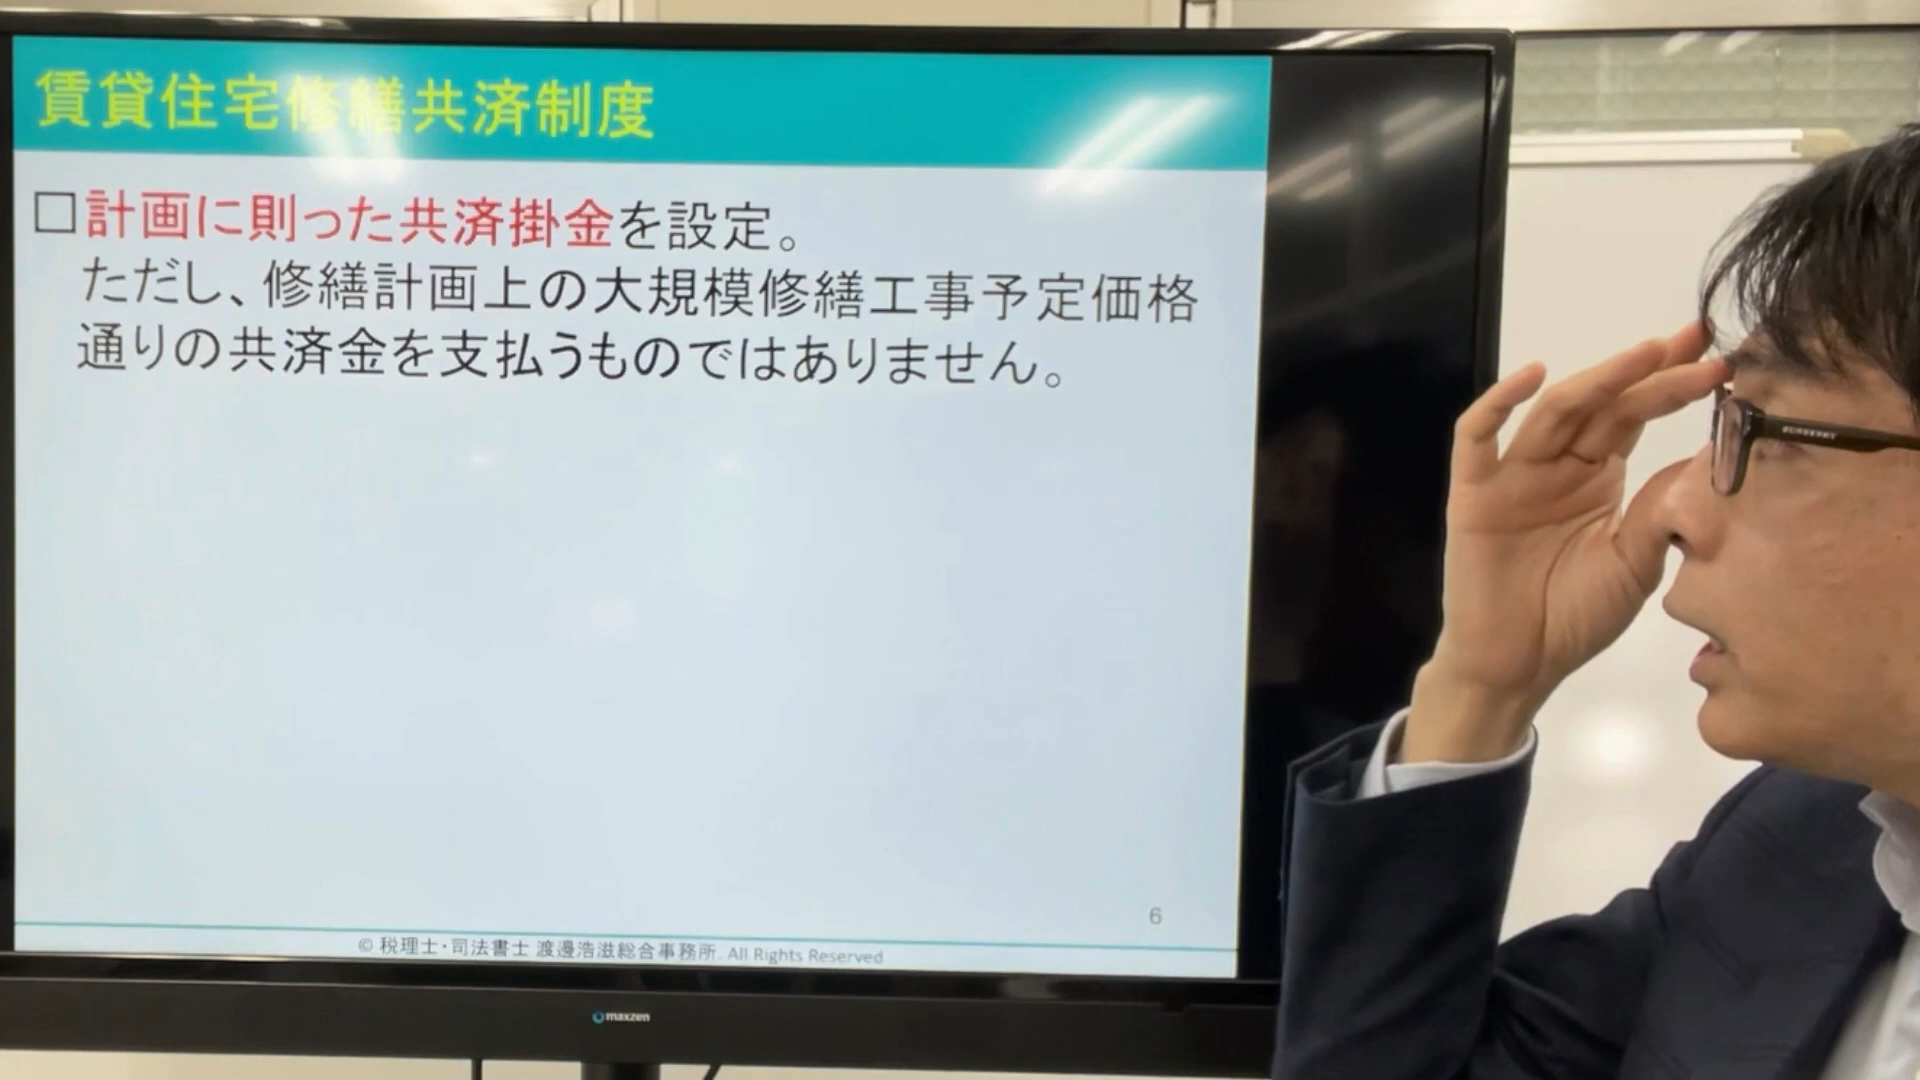 賃貸住宅修繕共済制度
□計画に則った共済掛金を設定。
ただし、修繕計画上の大規模修繕工事予定価格
通りの共済金を支払うものではありません。
6
© 税理士・司法書士 渡邊浩滋総合事務所. All Rights Reserved
maxzen
BURBERRY